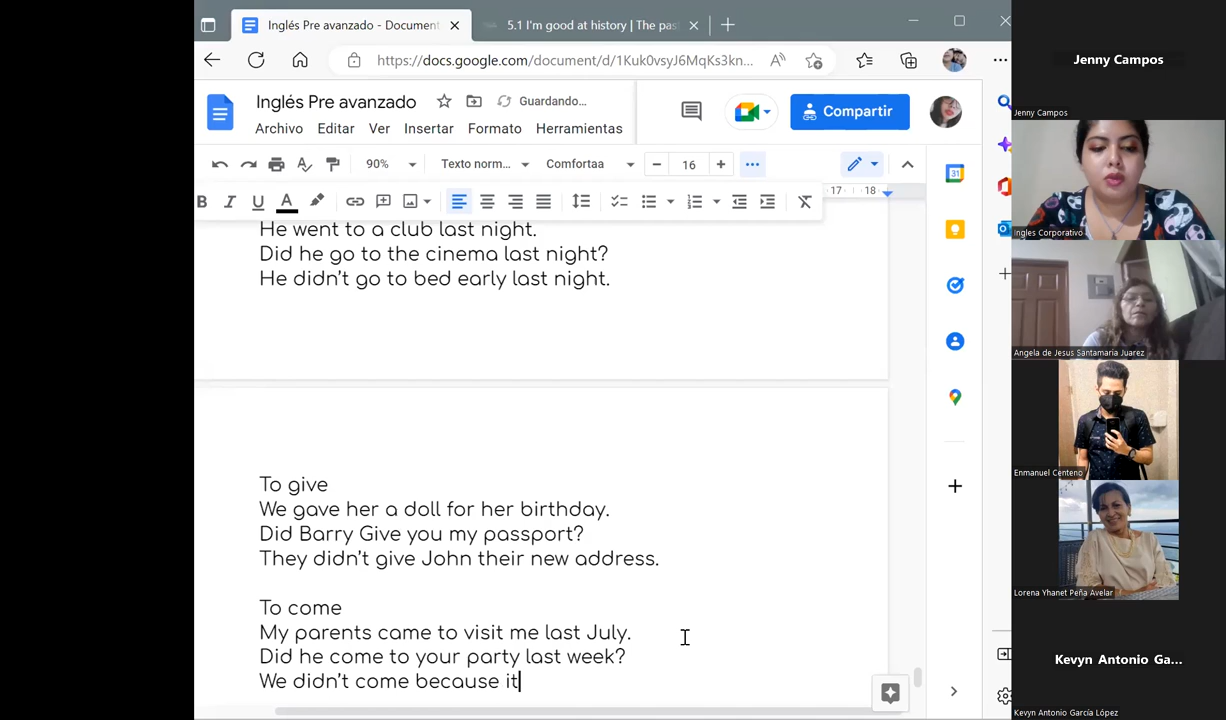 Inglés Pre avanzado - Document
5.1 I'm good at history | The pas
https://docs.google.com/document/d/1Kuk0vsyJ6MqKs3kn...
Inglés Pre avanzado
Guardando...
Compartir
Archivo Editar Ver Insertar Formato Herramientas
90% Texto norm... Comfortaa 16
17 18
He went to a club last night.
Did he go to the cinema last night?
He didn't go to bed early last night.
To give
We gave her a doll for her birthday.
Did Barry Give you my passport?
They didn't give John their new address.
To come
My parents came to visit me last July.
Did he come to your party last week?
We didn't come because it
31
Jenny Campos
Jenny Campos
Ingles Corporativo
Angela de Jesus Santamaría Juarez
Enmanuel Centeno
Lorena Yhanet Peña Avelar
Kevyn Antonio Ga...
Kevyn Antonio García López